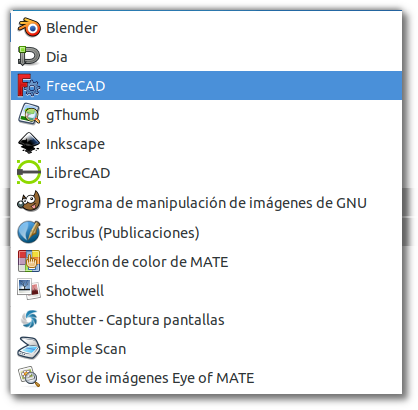 Blender
Dia
FreeCAD
gThumb
Inkscape
LibreCAD
Programa de manipulación de imágenes de GNU
Scribus (Publicaciones)
Selección de color de MATE
Shotwell
Shutter - Captura pantallas
Simple Scan
Visor de imágenes Eye of MATE